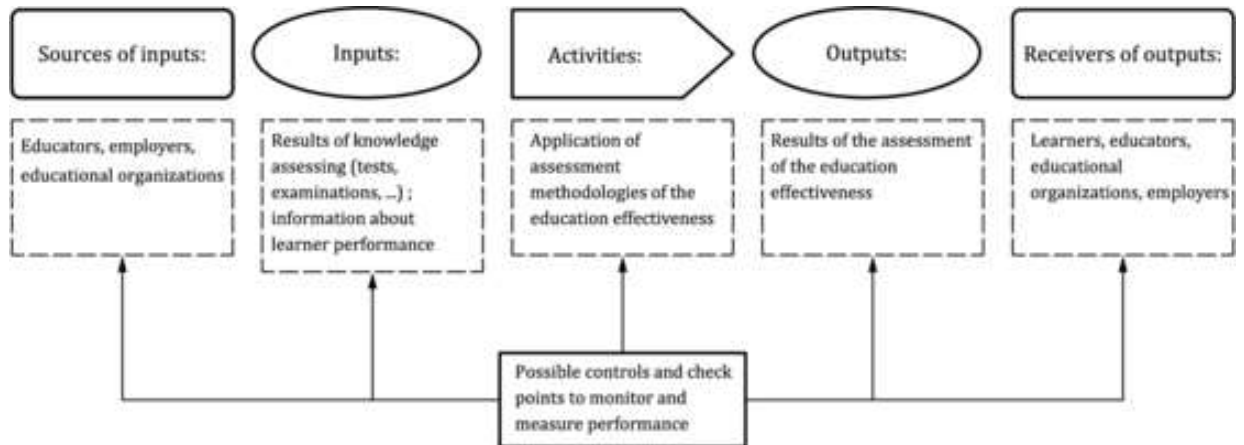 Sources of inputs:
Inputs:
Activities:
Outputs:
Receivers of outputs:
Educators, employers,
educational organizations
Results of knowledge
assessing (tests,
examinations, ...) ;
information about
learner performance
Application of
assessment
methodologies of the
education effectiveness
Results of the assessment
of the education
effectiveness
Learners, educators,
educational
organizations, employers
Possible controls and check
points to monitor and
measure performance